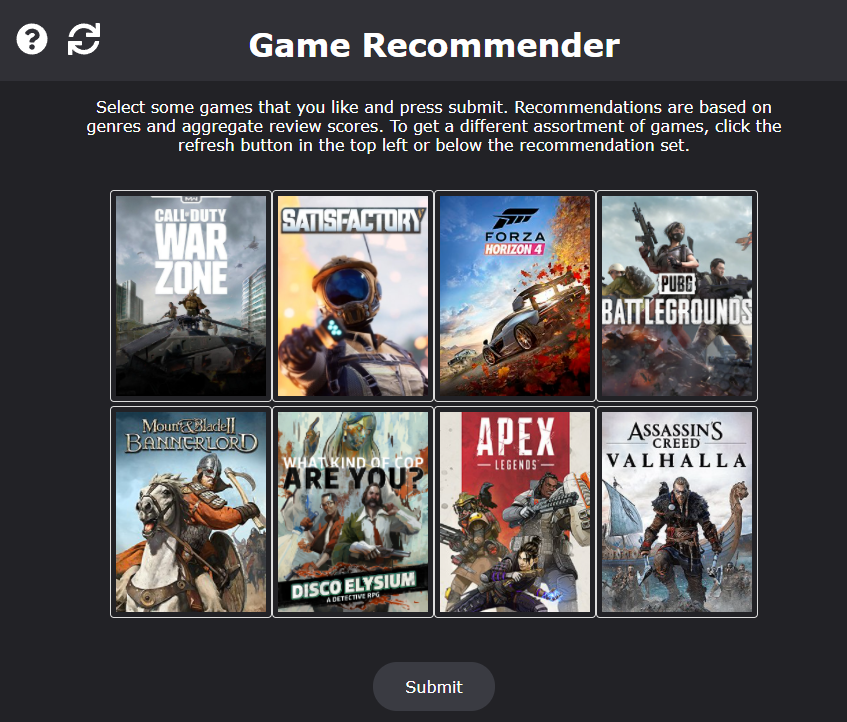 Game Recommender
Select some games that you like and press submit. Recommendations are based on
genres and aggregate review scores. To get a different assortment of games, click the
refresh button in the top left or below the recommendation set.
CALL OF DUTY
WAR
ZONE
SATISFACTORY
FORZA
HORIZON 4
PUBG
BATTLEGROUNDS
Mount&Blade II
BANNERLORD
WHAT KIND OF COP
ARE YOU?
DISCO ELYSIUM
A DETECTIVE RPG
APEX
LEGENDS
ASSASSIN'S
CREED
VALHALLA
Submit